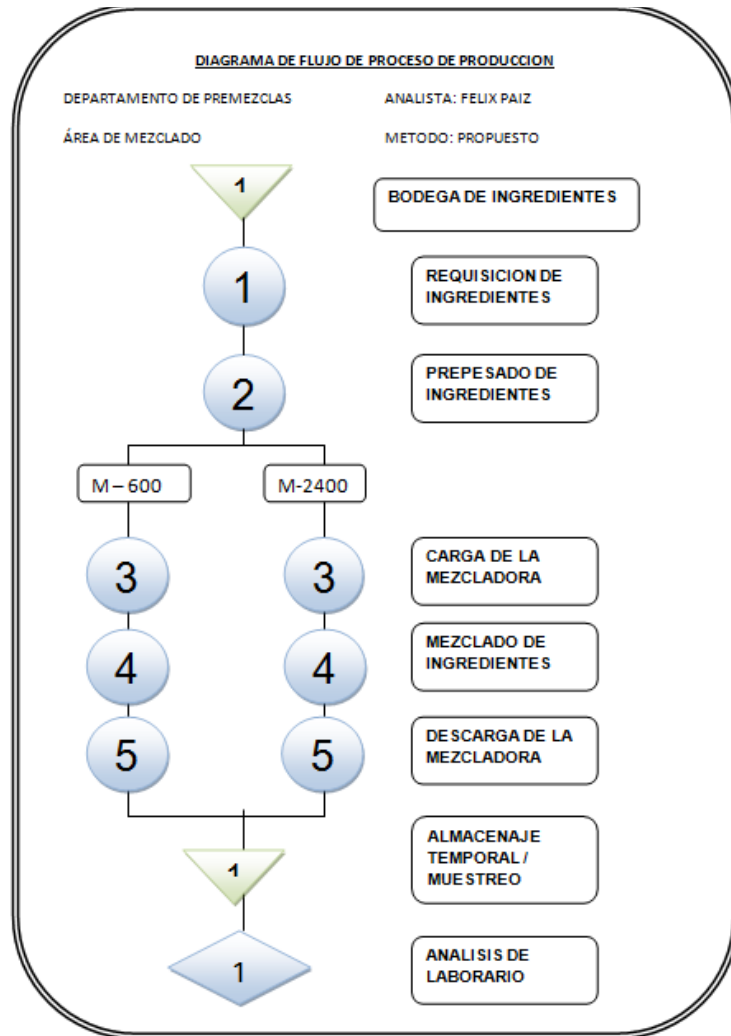 DIAGRAMA DE FLUJO DE PROCESO DE PRODUCCION
DEPARTAMENTO DE PREMEZCLAS
ANALISTA: FELIX PAIZ
ÁREA DE MEZCLADO
METODO: PROPUESTO
1
BODEGA DE INGREDIENTES
1
REQUISICION DE
INGREDIENTES
2
PREPESADO DE
INGREDIENTES
M – 600
M-2400
3
3
CARGA DE LA
MEZCLADORA
4
4
MEZCLADO DE
INGREDIENTES
5
5
DESCARGA DE LA
MEZCLADORA
1
ALMACENAJE
TEMPORAL /
MUESTREO
1
ANALISIS DE
LABORARIO